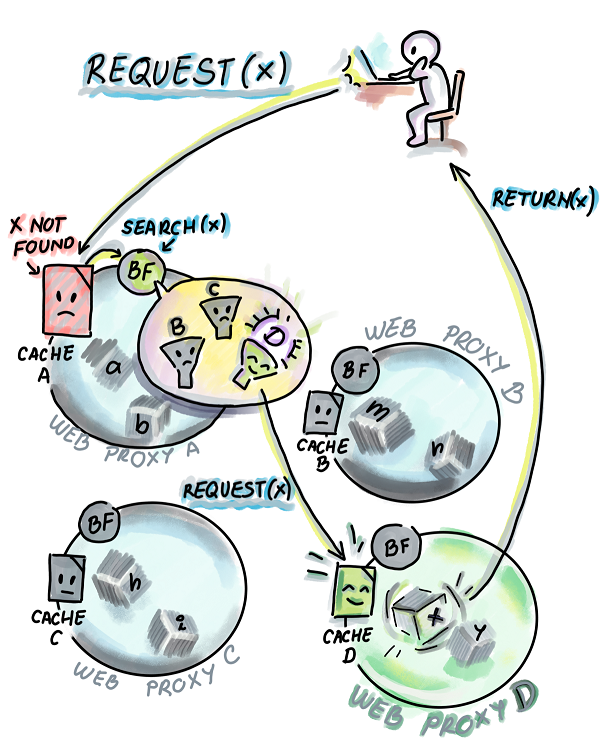 REQUEST(x)
RETURN(x)
X NOT
FOUND
SEARCH(x)
BF
C
B
D
F
CACHE
A
a
b
WEB PROXY A
WEB PROXY B
BF
m
n
CACHE
B
REQUEST(x)
BF
h
i
CACHE
C
WEB PROXY C
BF
x
y
CACHE
D
WEB PROXY D